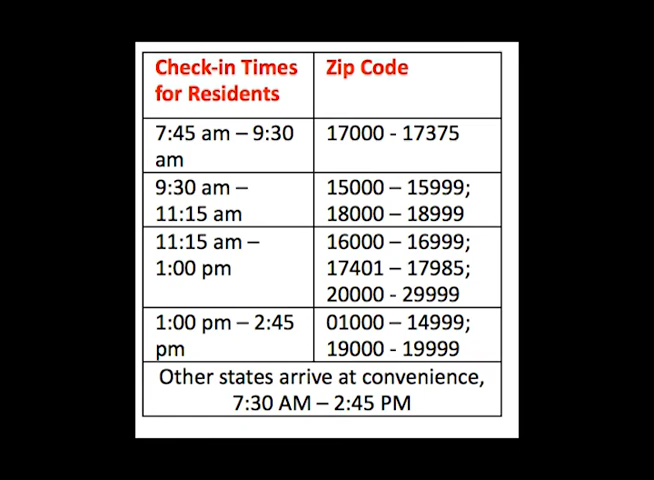 Check-in Times
for Residents
Zip Code
7:45 am – 9:30
am
17000 - 17375
9:30 am –
11:15 am
15000 – 15999;
18000 – 18999
11:15 am –
1:00 pm
16000 – 16999;
17401 – 17985;
20000 - 29999
1:00 pm – 2:45
pm
01000 – 14999;
19000 - 19999
Other states arrive at convenience,
7:30 AM – 2:45 PM